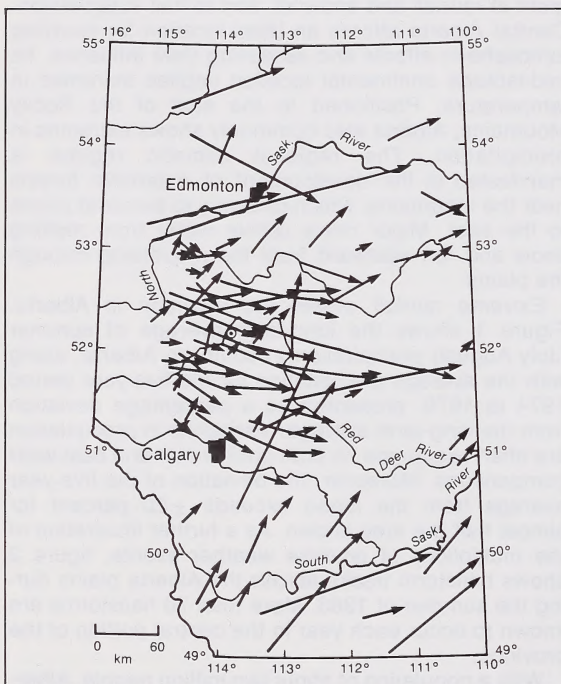 116° 115° 114° 113° 112° 111° 110°
55°
55°
54°
54°
Sask. River
Edmonton
53°
53°
North
52°
52°
Red
Deer River
51°
51°
Calgary
River
50°
50°
South Sask.
0 60
km
49°
49°
114° 113° 112° 111° 110°